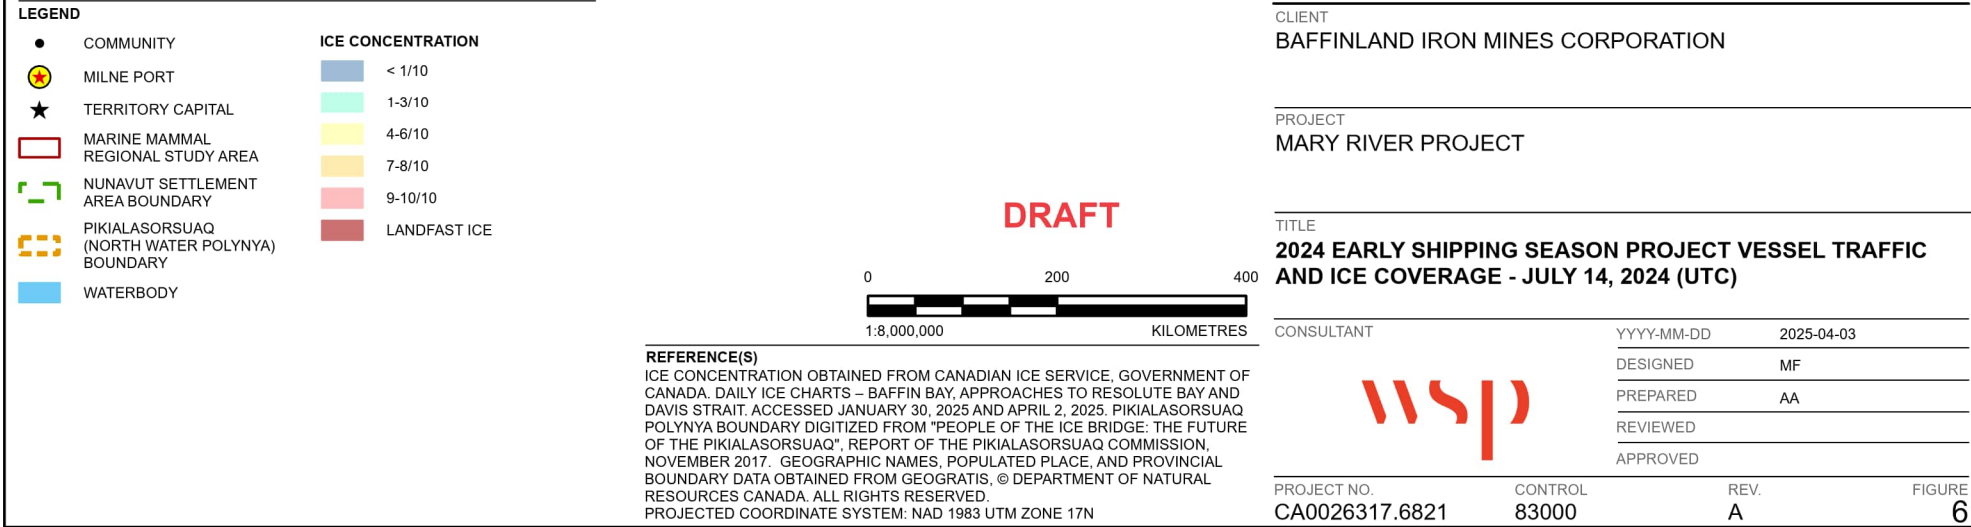 LEGEND
COMMUNITY
MILNE PORT
TERRITORY CAPITAL
MARINE MAMMAL
REGIONAL STUDY AREA
NUNAVUT SETTLEMENT
AREA BOUNDARY
PIKIALASORSUAQ
(NORTH WATER POLYNYA)
BOUNDARY
WATERBODY
ICE CONCENTRATION
< 1/10
1-3/10
4-6/10
7-8/10
9-10/10
LANDFAST ICE
DRAFT
0 200 400
1:8,000,000 KILOMETRES
REFERENCE(S)
ICE CONCENTRATION OBTAINED FROM CANADIAN ICE SERVICE, GOVERNMENT OF
CANADA. DAILY ICE CHARTS – BAFFIN BAY, APPROACHES TO RESOLUTE BAY AND
DAVIS STRAIT. ACCESSED JANUARY 30, 2025 AND APRIL 2, 2025. PIKIALASORSUAQ
POLYNYA BOUNDARY DIGITIZED FROM "PEOPLE OF THE ICE BRIDGE: THE FUTURE
OF THE PIKIALASORSUAQ", REPORT OF THE PIKIALASORSUAQ COMMISSION,
NOVEMBER 2017. GEOGRAPHIC NAMES, POPULATED PLACE, AND PROVINCIAL
BOUNDARY DATA OBTAINED FROM GEOGRATIS, © DEPARTMENT OF NATURAL
RESOURCES CANADA. ALL RIGHTS RESERVED.
PROJECTED COORDINATE SYSTEM: NAD 1983 UTM ZONE 17N
CLIENT
BAFFINLAND IRON MINES CORPORATION
PROJECT
MARY RIVER PROJECT
TITLE
2024 EARLY SHIPPING SEASON PROJECT VESSEL TRAFFIC
AND ICE COVERAGE - JULY 14, 2024 (UTC)
CONSULTANT
wsp
YYYY-MM-DD 2025-04-03
DESIGNED MF
PREPARED AA
REVIEWED
APPROVED
PROJECT NO. CONTROL REV. FIGURE
CA0026317.6821 83000 A 6